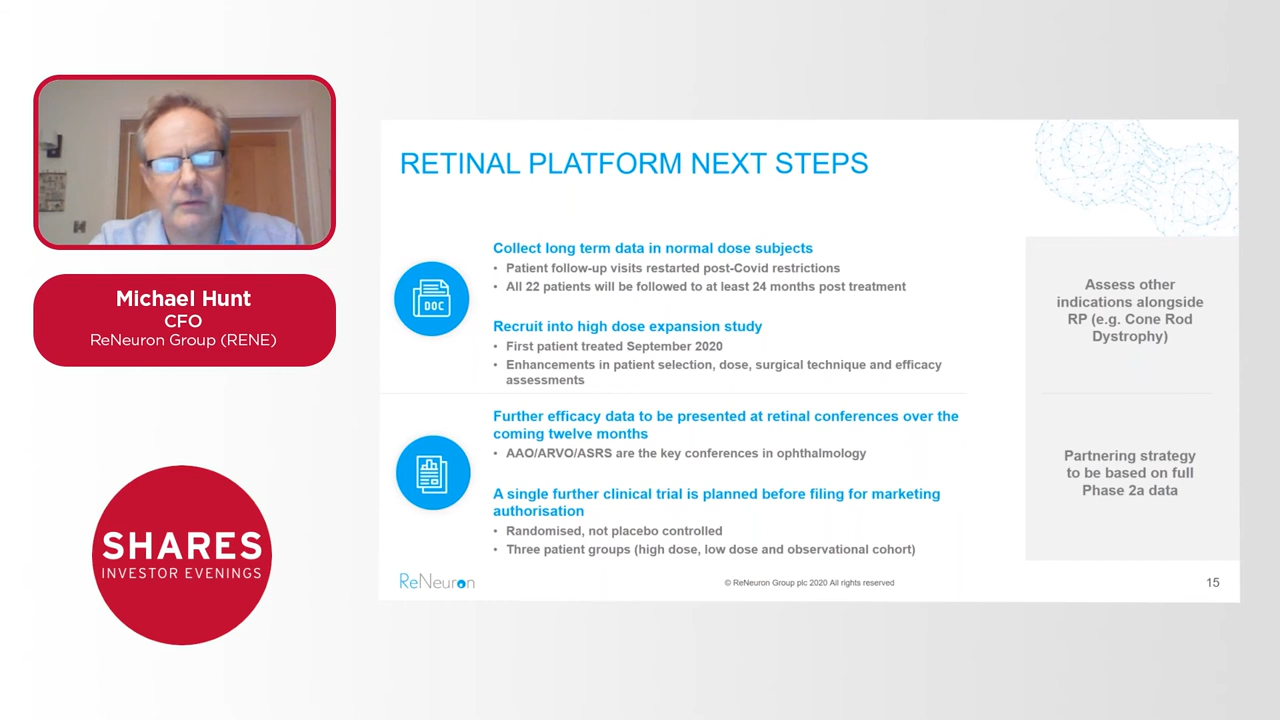 Michael Hunt
CFO
ReNeuron Group (RENE)
SHARES
INVESTOR EVENINGS
RETINAL PLATFORM NEXT STEPS
DOC
Collect long term data in normal dose subjects
• Patient follow-up visits restarted post-Covid restrictions
• All 22 patients will be followed to at least 24 months post treatment
Recruit into high dose expansion study
• First patient treated September 2020
• Enhancements in patient selection, dose, surgical technique and efficacy
assessments
Further efficacy data to be presented at retinal conferences over the
coming twelve months
• AAO/ARVO/ASRS are the key conferences in ophthalmology
A single further clinical trial is planned before filing for marketing
authorisation
• Randomised, not placebo controlled
• Three patient groups (high dose, low dose and observational cohort)
Assess other
indications alongside
RP (e.g. Cone Rod
Dystrophy)
Partnering strategy
to be based on full
Phase 2a data
ReNeuron
© ReNeuron Group plc 2020 All rights reserved
15